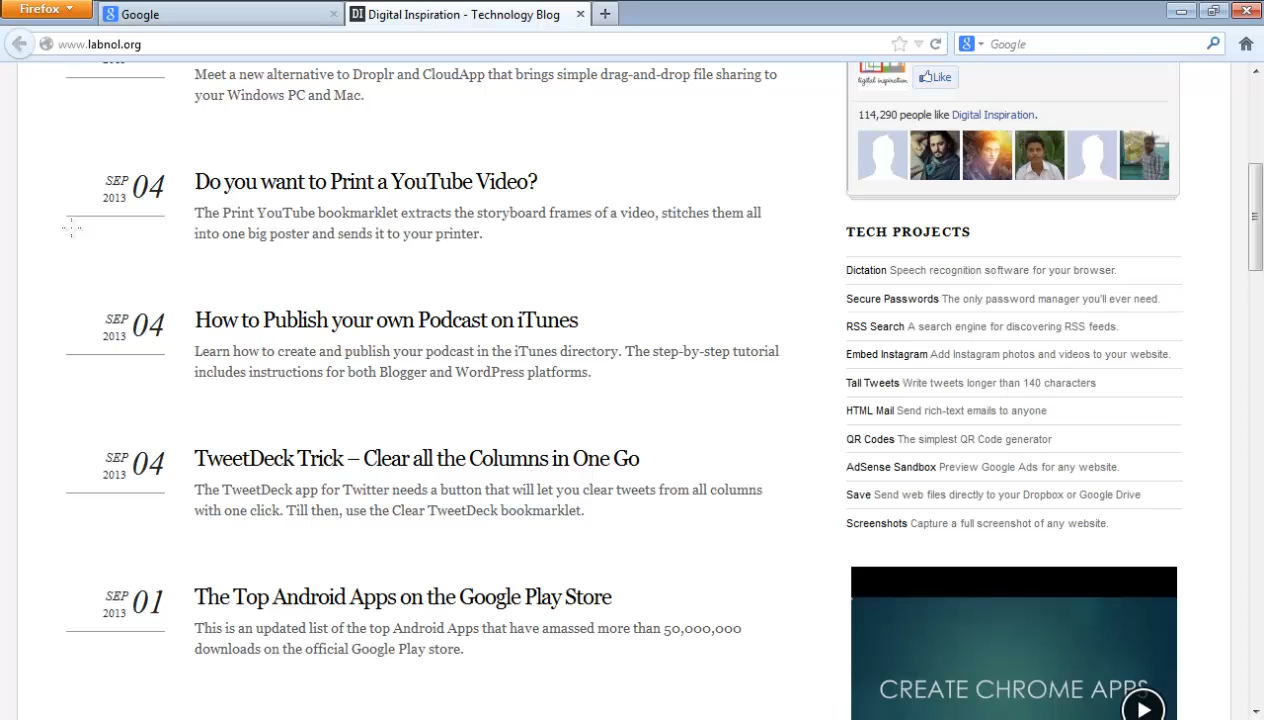 Firefox
Google
Digital Inspiration - Technology Blog
www.labnol.org
Google
Meet a new alternative to Droplr and CloudApp that brings simple drag-and-drop file sharing to
your Windows PC and Mac.
SEP 04
2013
Do you want to Print a YouTube Video?
The Print YouTube bookmarklet extracts the storyboard frames of a video, stitches them all
into one big poster and sends it to your printer.
SEP 04
2013
How to Publish your own Podcast on iTunes
Learn how to create and publish your podcast in the iTunes directory. The step-by-step tutorial
includes instructions for both Blogger and WordPress platforms.
SEP 04
2013
TweetDeck Trick – Clear all the Columns in One Go
The TweetDeck app for Twitter needs a button that will let you clear tweets from all columns
with one click. Till then, use the Clear TweetDeck bookmarklet.
SEP 01
2013
The Top Android Apps on the Google Play Store
This is an updated list of the top Android Apps that have amassed more than 50,000,000
downloads on the official Google Play store.
digital inspiration
Like
114,290 people like Digital Inspiration.
TECH PROJECTS
Dictation Speech recognition software for your browser.
Secure Passwords The only password manager you'll ever need.
RSS Search A search engine for discovering RSS feeds.
Embed Instagram Add Instagram photos and videos to your website.
Tall Tweets Write tweets longer than 140 characters
HTML Mail Send rich-text emails to anyone
QR Codes The simplest QR Code generator
AdSense Sandbox Preview Google Ads for any website.
Save Send web files directly to your Dropbox or Google Drive
Screenshots Capture a full screenshot of any website.
CREATE CHROME APPS